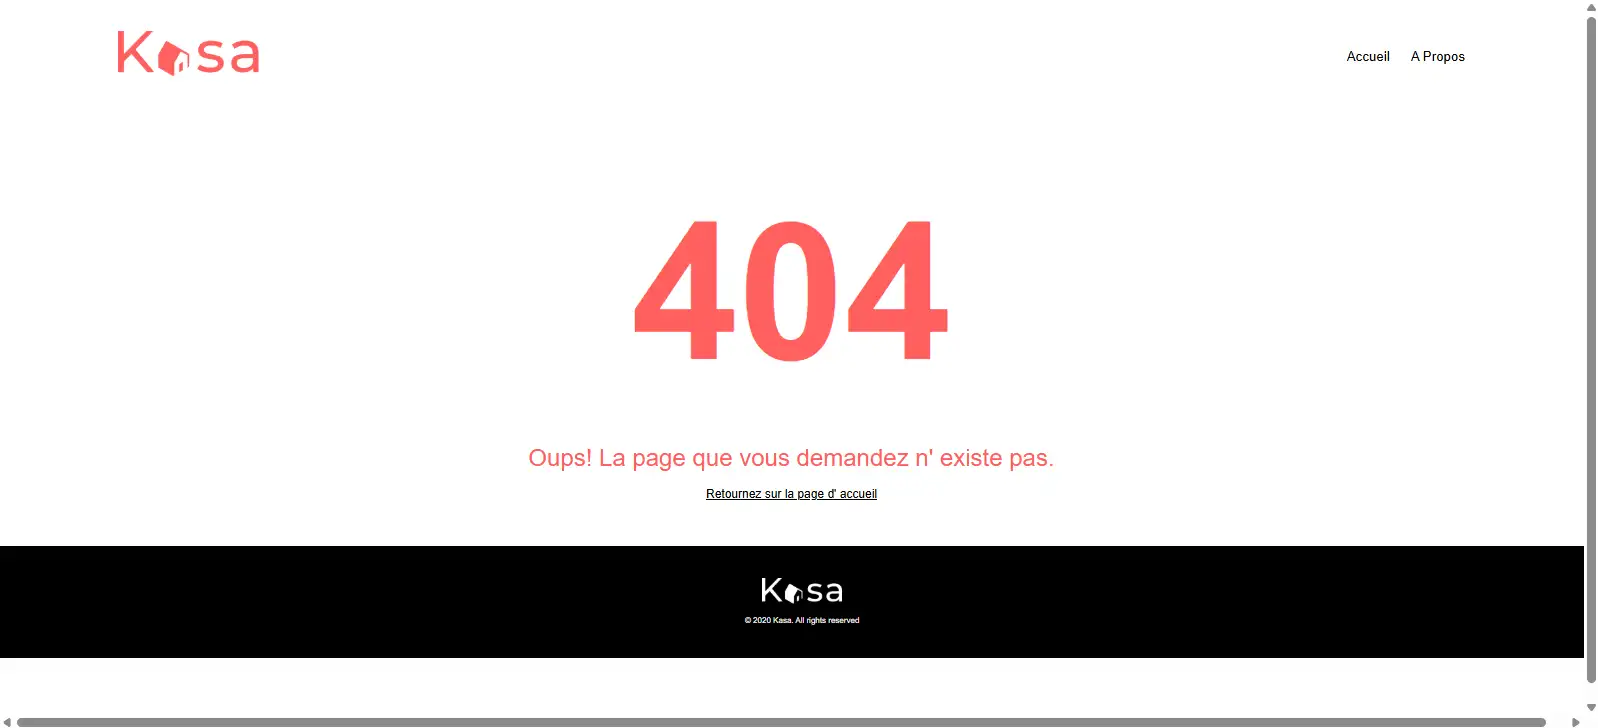 Kasa
Accueil A Propos
404
Oups! La page que vous demandez n' existe pas.
Retournez sur la page d' accueil
Kasa
© 2020 Kasa. All rights reserved